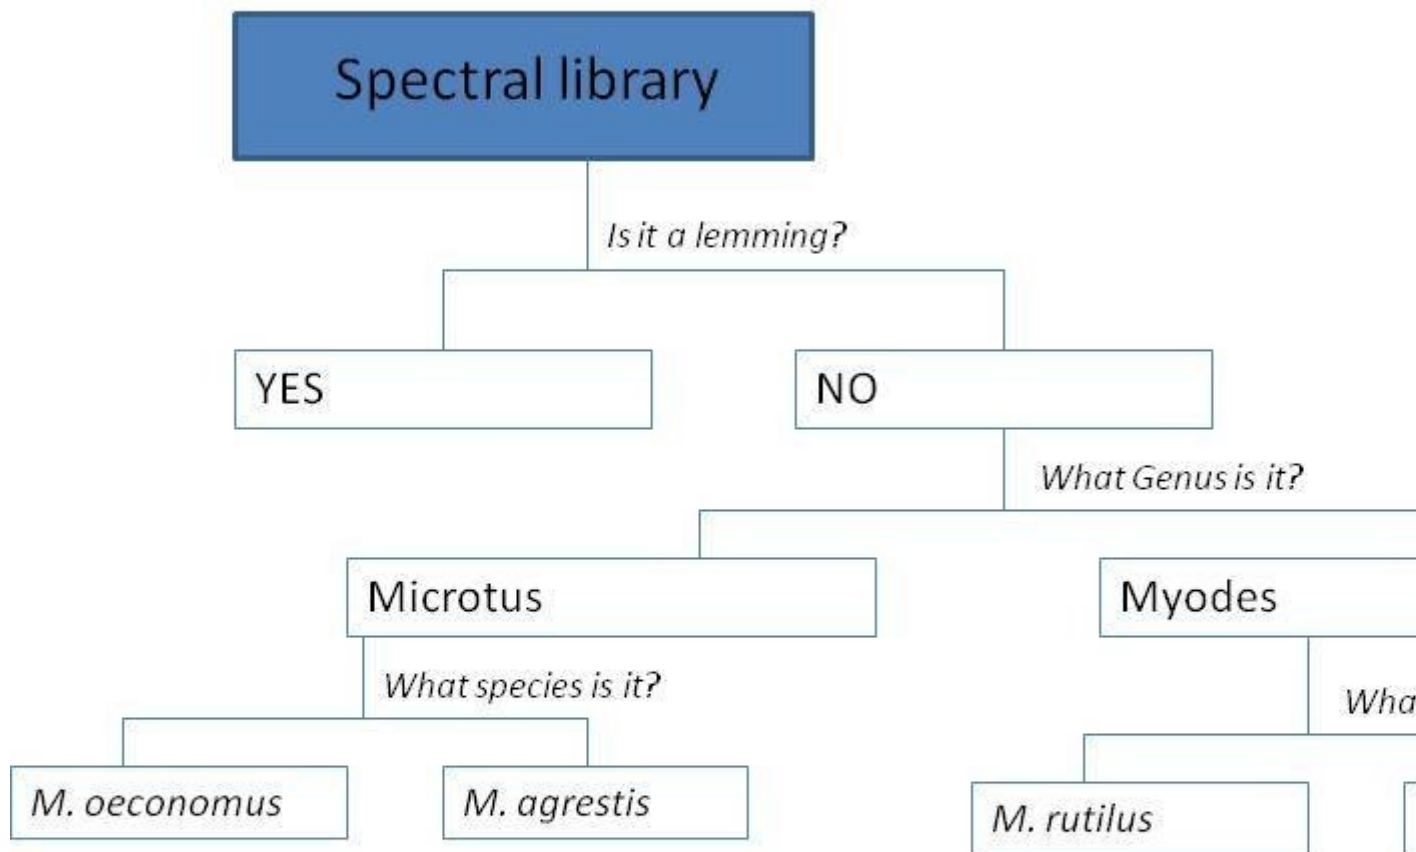 Spectral library
Is it a lemming?
YES
NO
What Genus is it?
Microtus
Myodes
What species is it?
M. oeconomus
M. agrestis
M. rutilus